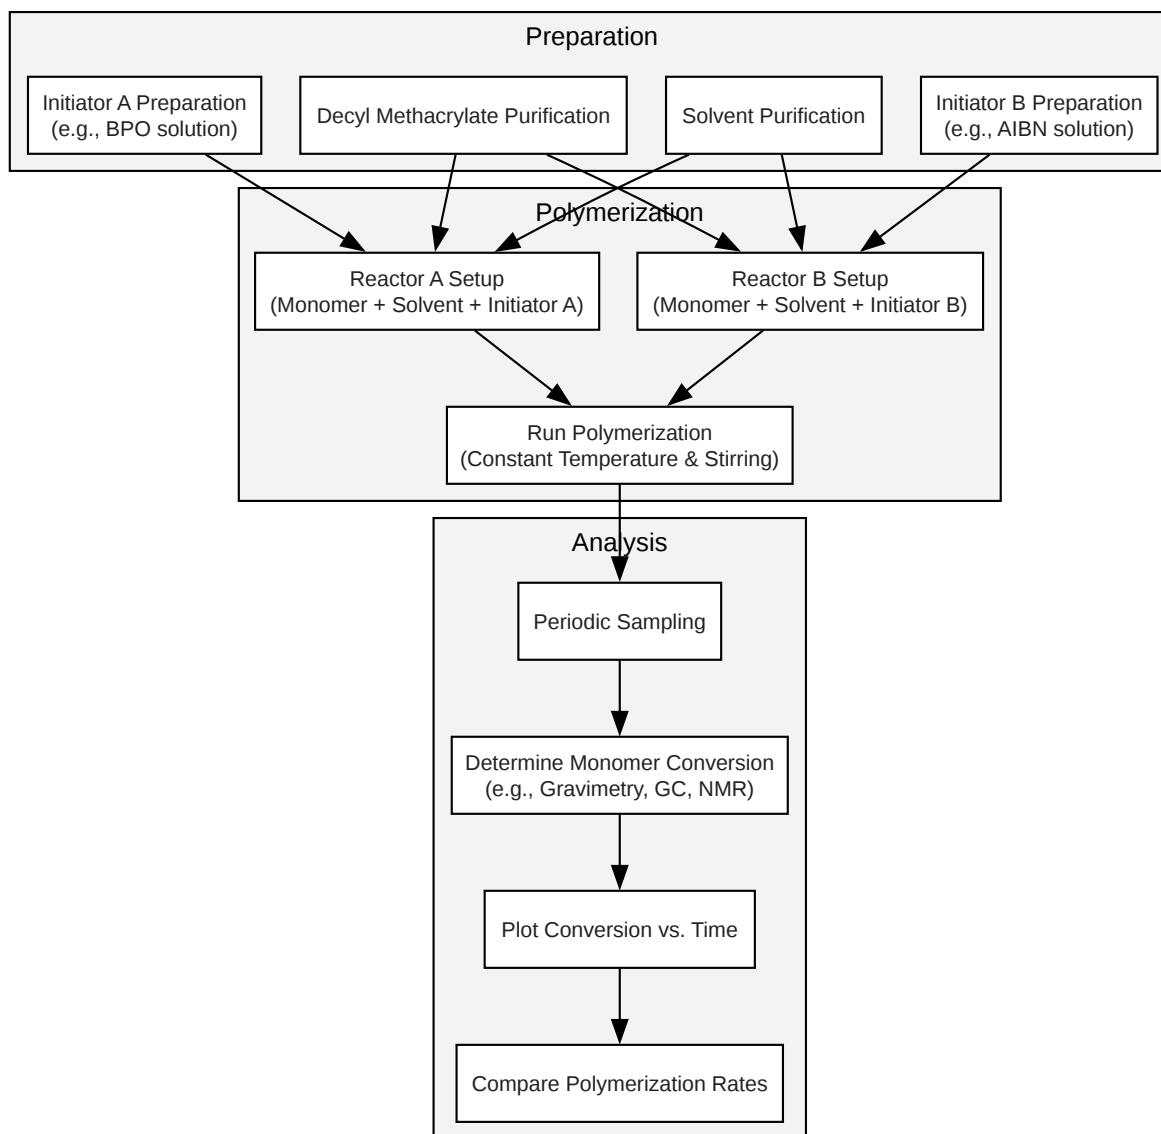 Preparation
Initiator A Preparation
(e.g., BPO solution)
Decyl Methacrylate Purification
Solvent Purification
Initiator B Preparation
(e.g., AIBN solution)
Polymerization
Reactor A Setup
(Monomer + Solvent + Initiator A)
Reactor B Setup
(Monomer + Solvent + Initiator B)
Run Polymerization
(Constant Temperature & Stirring)
Analysis
Periodic Sampling
Determine Monomer Conversion
(e.g., Gravimetry, GC, NMR)
Plot Conversion vs. Time
Compare Polymerization Rates